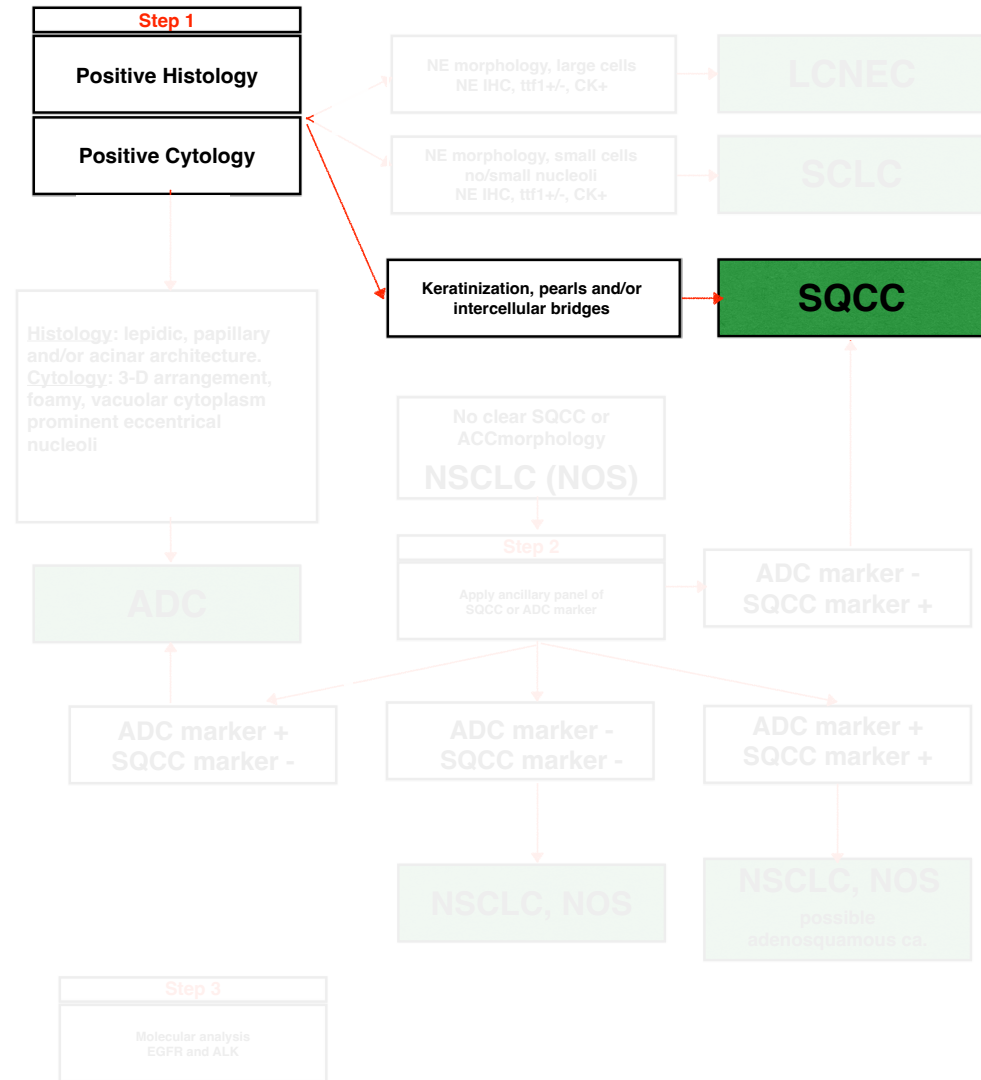 Step 1
Positive Histology
Positive Cytology
NE morphology, large cells
NE IHC, ttf1+/-, CK+
LCNEC
NE morphology, small cells
no/small nucleoli
NE IHC, ttf1+/-, CK+
SCLC
Keratinization, pearls and/or
intercellular bridges
SQCC
Histology: lepidic, papillary
and/or acinar architecture.
Cytology: 3-D arrangement,
foamy, vacuolar cytoplasm
prominent eccentrical
nucleoli
No clear SQCC or
ACCmorphology
NSCLC (NOS)
Step 2
Apply ancillary panel of
SQCC or ADC marker
ADC marker -
SQCC marker +
ADC
ADC marker +
SQCC marker -
ADC marker -
SQCC marker -
ADC marker +
SQCC marker +
NSCLC, NOS
NSCLC, NOS
possible
adenosquamous ca.
Step 3
Molecular analysis
EGFR and ALK